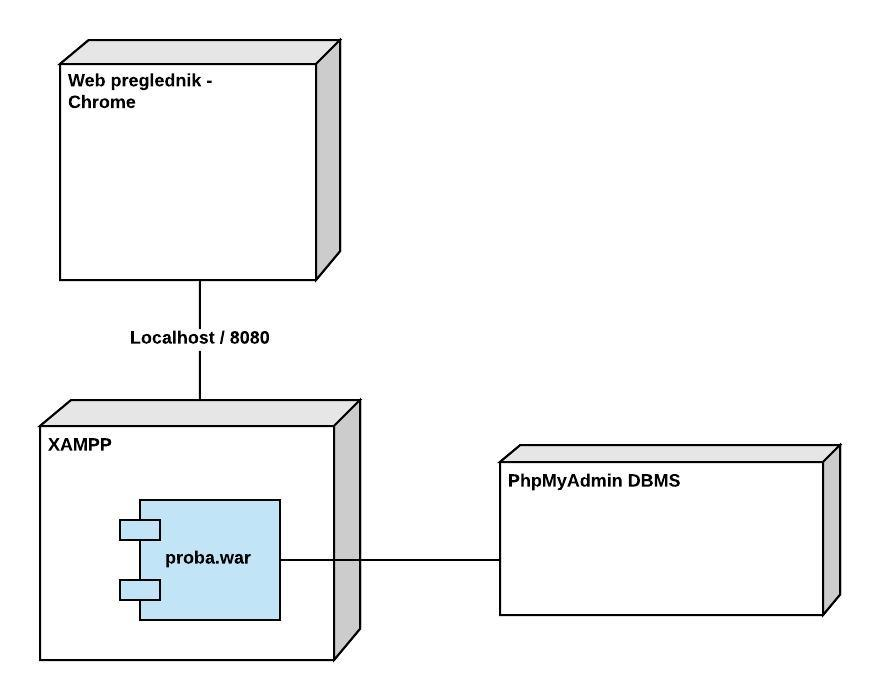 Web preglednik -
Chrome
Localhost / 8080
XAMPP
proba.war
PhpMyAdmin DBMS